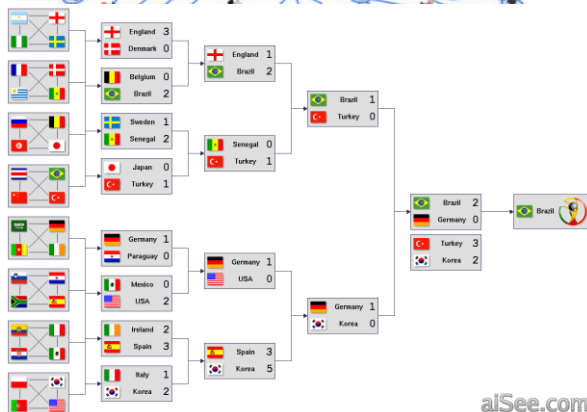 England 3
Denmark 0
Belgium 0
Brazil 2
Sweden 1
Senegal 2
Japan 0
Turkey 1
Germany 1
Paraguay 0
Mexico 0
USA 2
Ireland 2
Spain 3
Italy 1
Korea 2
England 1
Brazil 2
Senegal 0
Turkey 1
Germany 1
USA 0
Spain 3
Korea 5
Brazil 1
Turkey 0
Germany 1
Korea 0
Brazil 2
Germany 0
Turkey 3
Korea 2
Brazil
aiSee.com